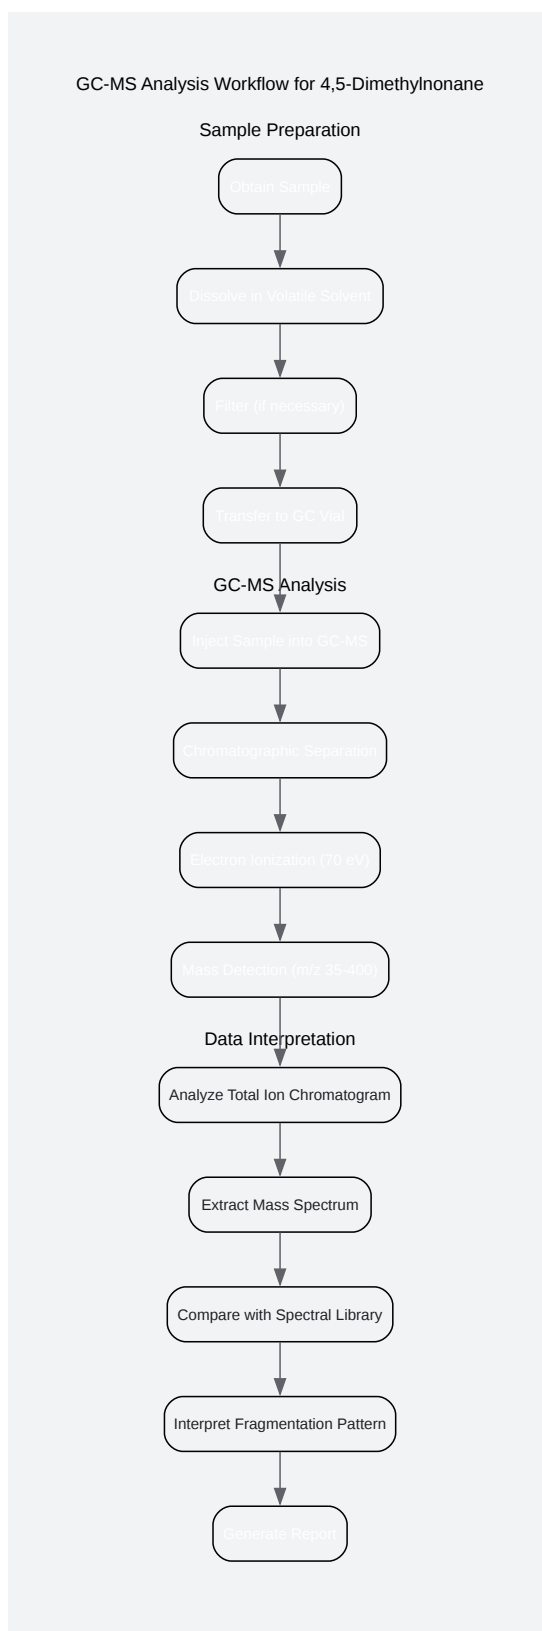 GC-MS Analysis Workflow for 4,5-Dimethylnonane
Sample Preparation
Obtain Sample
Dissolve in Volatile Solvent
Filter (if necessary)
Transfer to GC Vial
GC-MS Analysis
Inject Sample into GC-MS
Chromatographic Separation
Electron Ionization (70 eV)
Mass Detection (m/z 35-400)
Data Interpretation
Analyze Total Ion Chromatogram
Extract Mass Spectrum
Compare with Spectral Library
Interpret Fragmentation Pattern
Generate Report